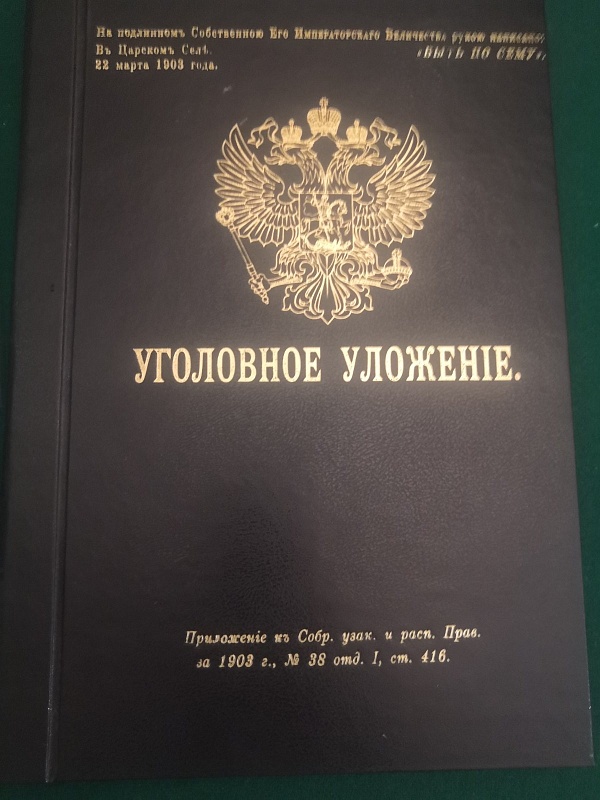 На подлинномъ Собственною Его Императорскаго Величества рукою написано:
Въ Царскомъ Селѣ. «БЫТЬ ПО СЕМУ».
22 марта 1903 года.
УГОЛОВНОЕ УЛОЖЕНІЕ.
Приложеніе къ Собр. узак. и расп. Прав.
за 1903 г., № 38 отд. I, ст. 416.